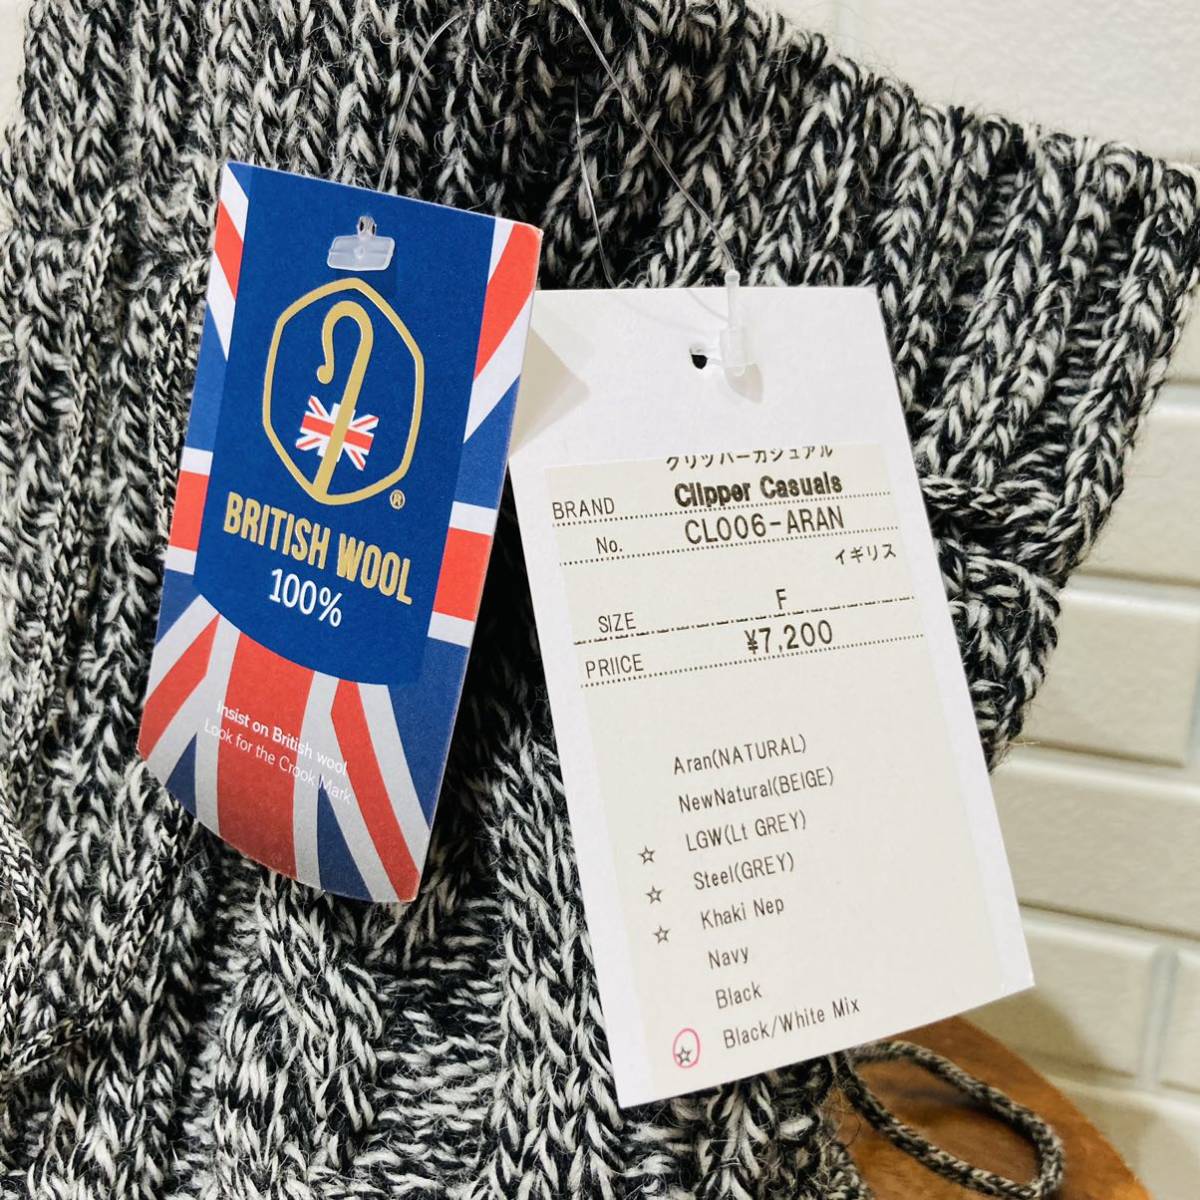 BRITISH WOOL
®
100%
Insist on British wool
Look for the Crook Mark
クリッパーカジュアル
BRAND Clipper Casuals
No. CL006-ARAN
イギリス
SIZE F
PRIICE ¥7,200
Aran(NATURAL)
NewNatural(BEIGE)
☆ LGW(Lt GREY)
☆ Steel(GREY)
☆ Khaki Nep
Navy
Black
☆ Black/White Mix